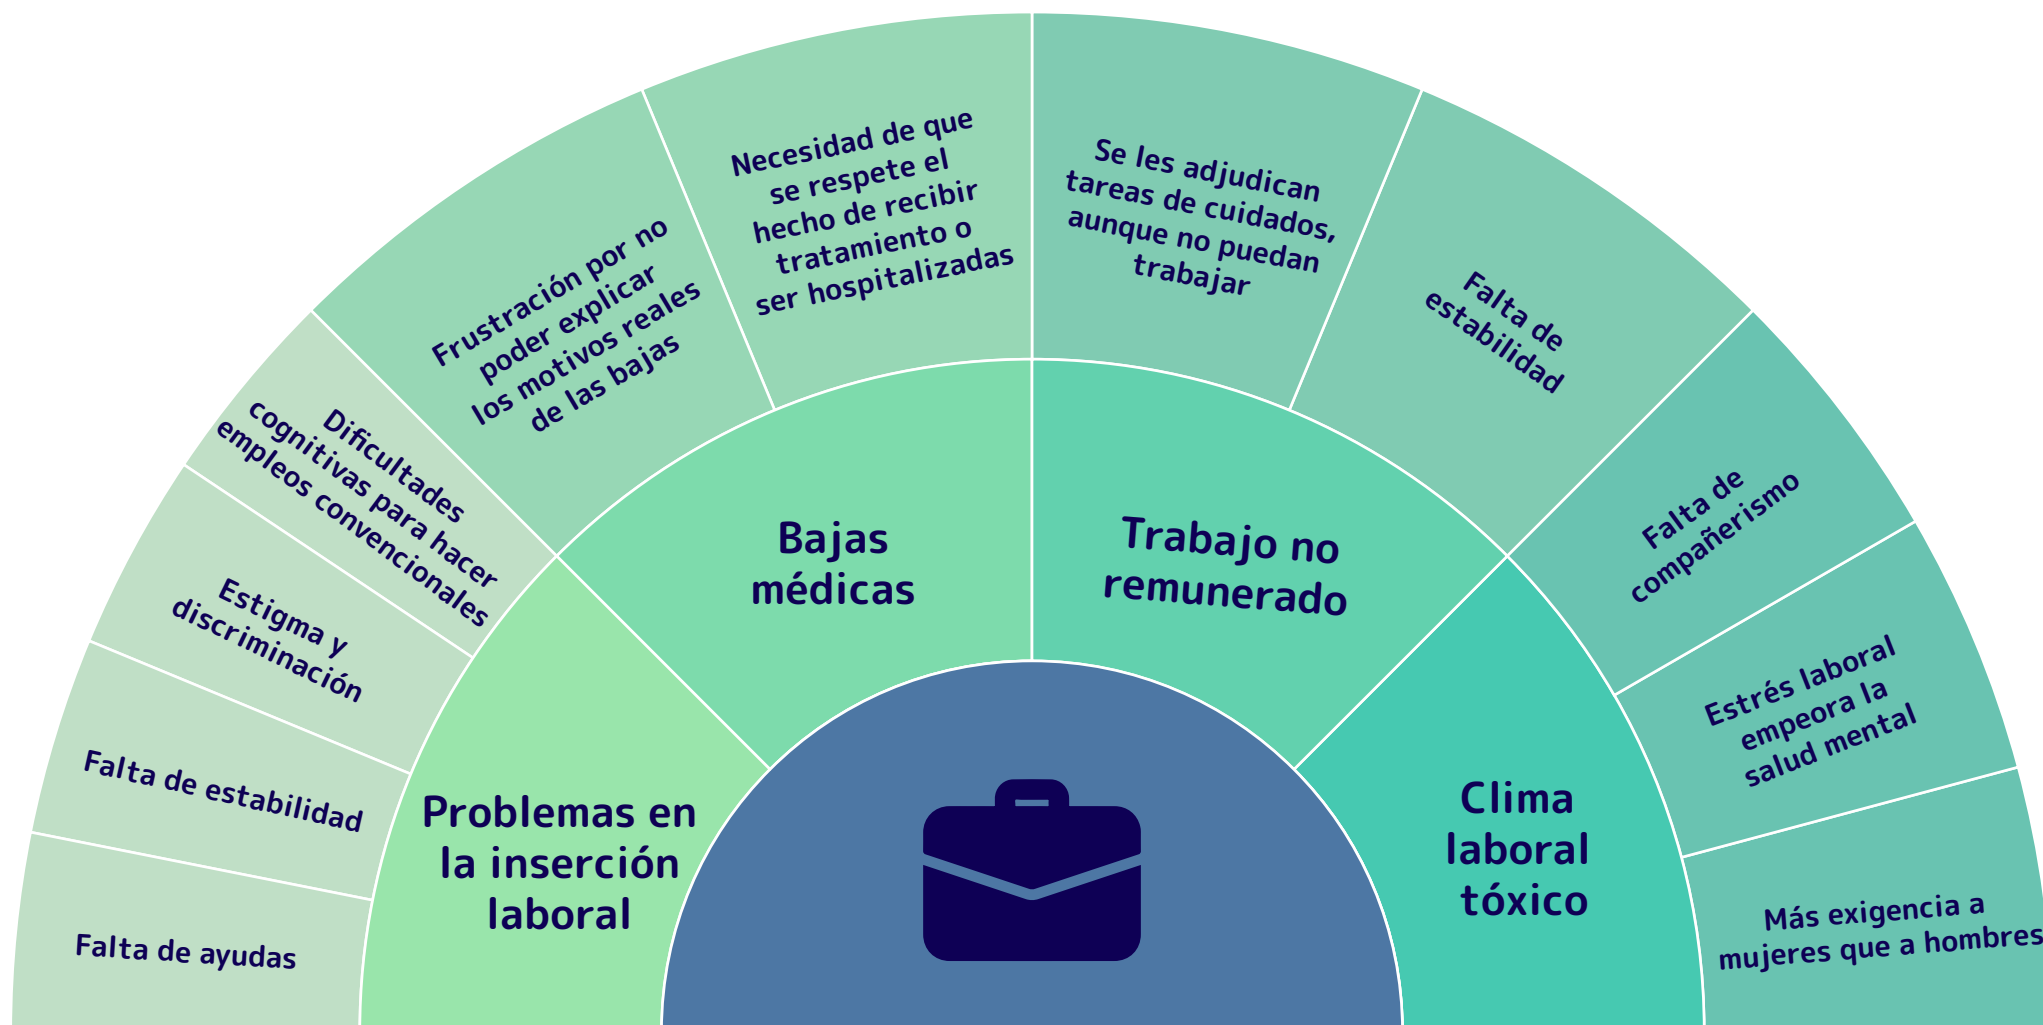 Problemas en
la inserción
laboral
Falta de ayudas
Falta de estabilidad
Estigma y
discriminación
Dificultades
cognitivas para hacer
empleos convencionales
Bajas
médicas
Frustración por no
poder explicar
los motivos reales
de las bajas
Necesidad de que
se respete el
hecho de recibir
tratamiento o
ser hospitalizadas
Trabajo no
remunerado
Se les adjudican
tareas de cuidados,
aunque no puedan
trabajar
Falta de
estabilidad
Clima
laboral
tóxico
Falta de
compañerismo
Estrés laboral
empeora la
salud mental
Más exigencia a
mujeres que a hombres